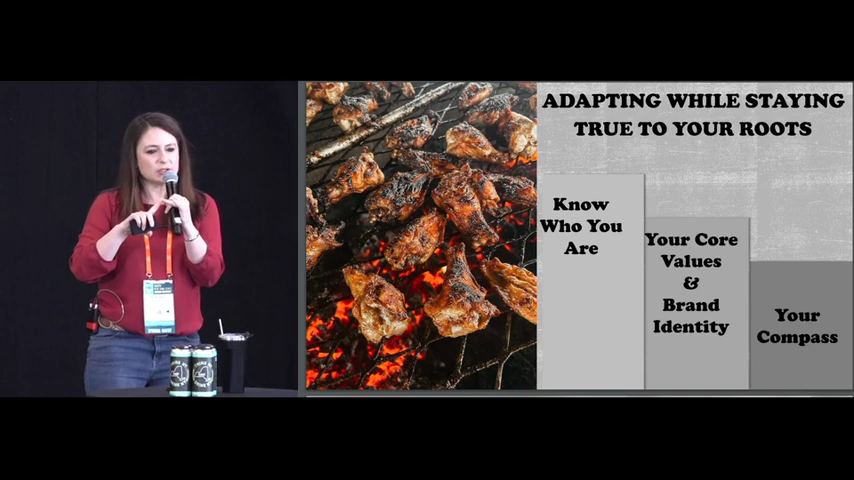 ADAPTING WHILE STAYING
TRUE TO YOUR ROOTS
Know
Who You
Are
Your Core
Values
&
Brand
Identity
Your
Compass